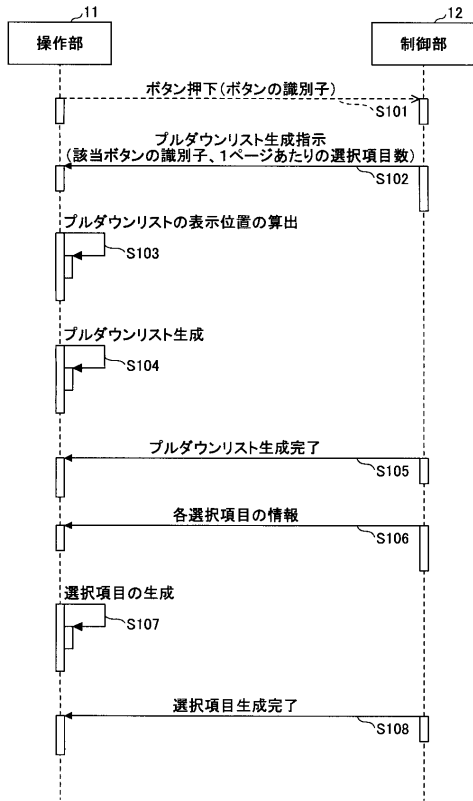 11
操作部
12
制御部
ボタン押下(ボタンの識別子)
S101
プルダウンリスト生成指示
(該当ボタンの識別子、1ページあたりの選択項目数)
S102
プルダウンリストの表示位置の算出
S103
プルダウンリスト生成
S104
プルダウンリスト生成完了
S105
各選択項目の情報
S106
選択項目の生成
S107
選択項目生成完了
S108